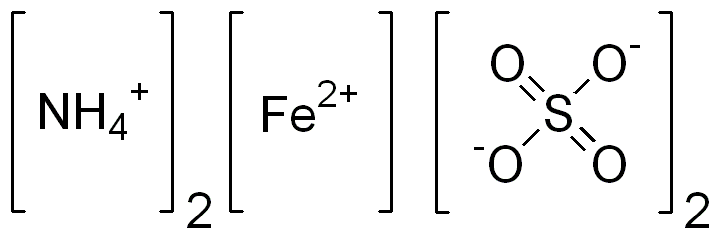 [NH₄⁺]₂ [Fe²⁺] [
O O⁻
S
⁻O O
]₂